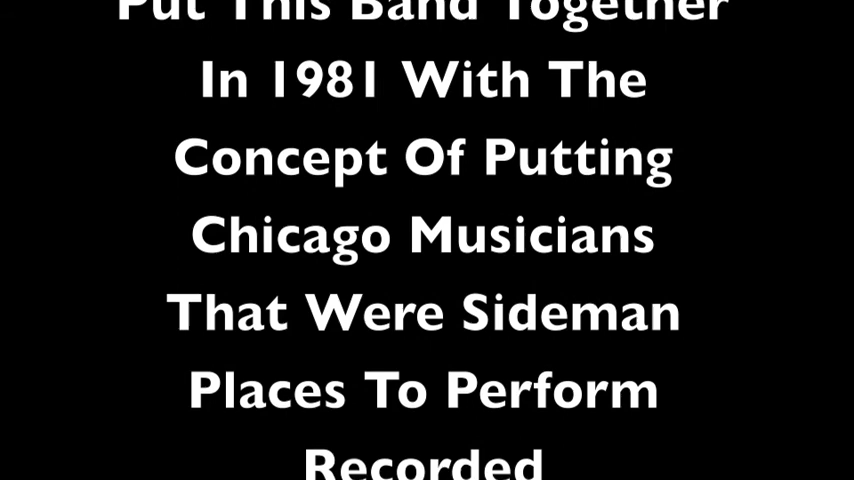 Put This Band Together
In 1981 With The
Concept Of Putting
Chicago Musicians
That Were Sideman
Places To Perform
Recorded